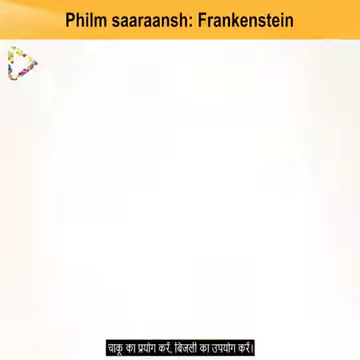 Philm saaraansh: Frankenstein
चाकू का प्रयोग करें, बिजली का उपयोग करें।